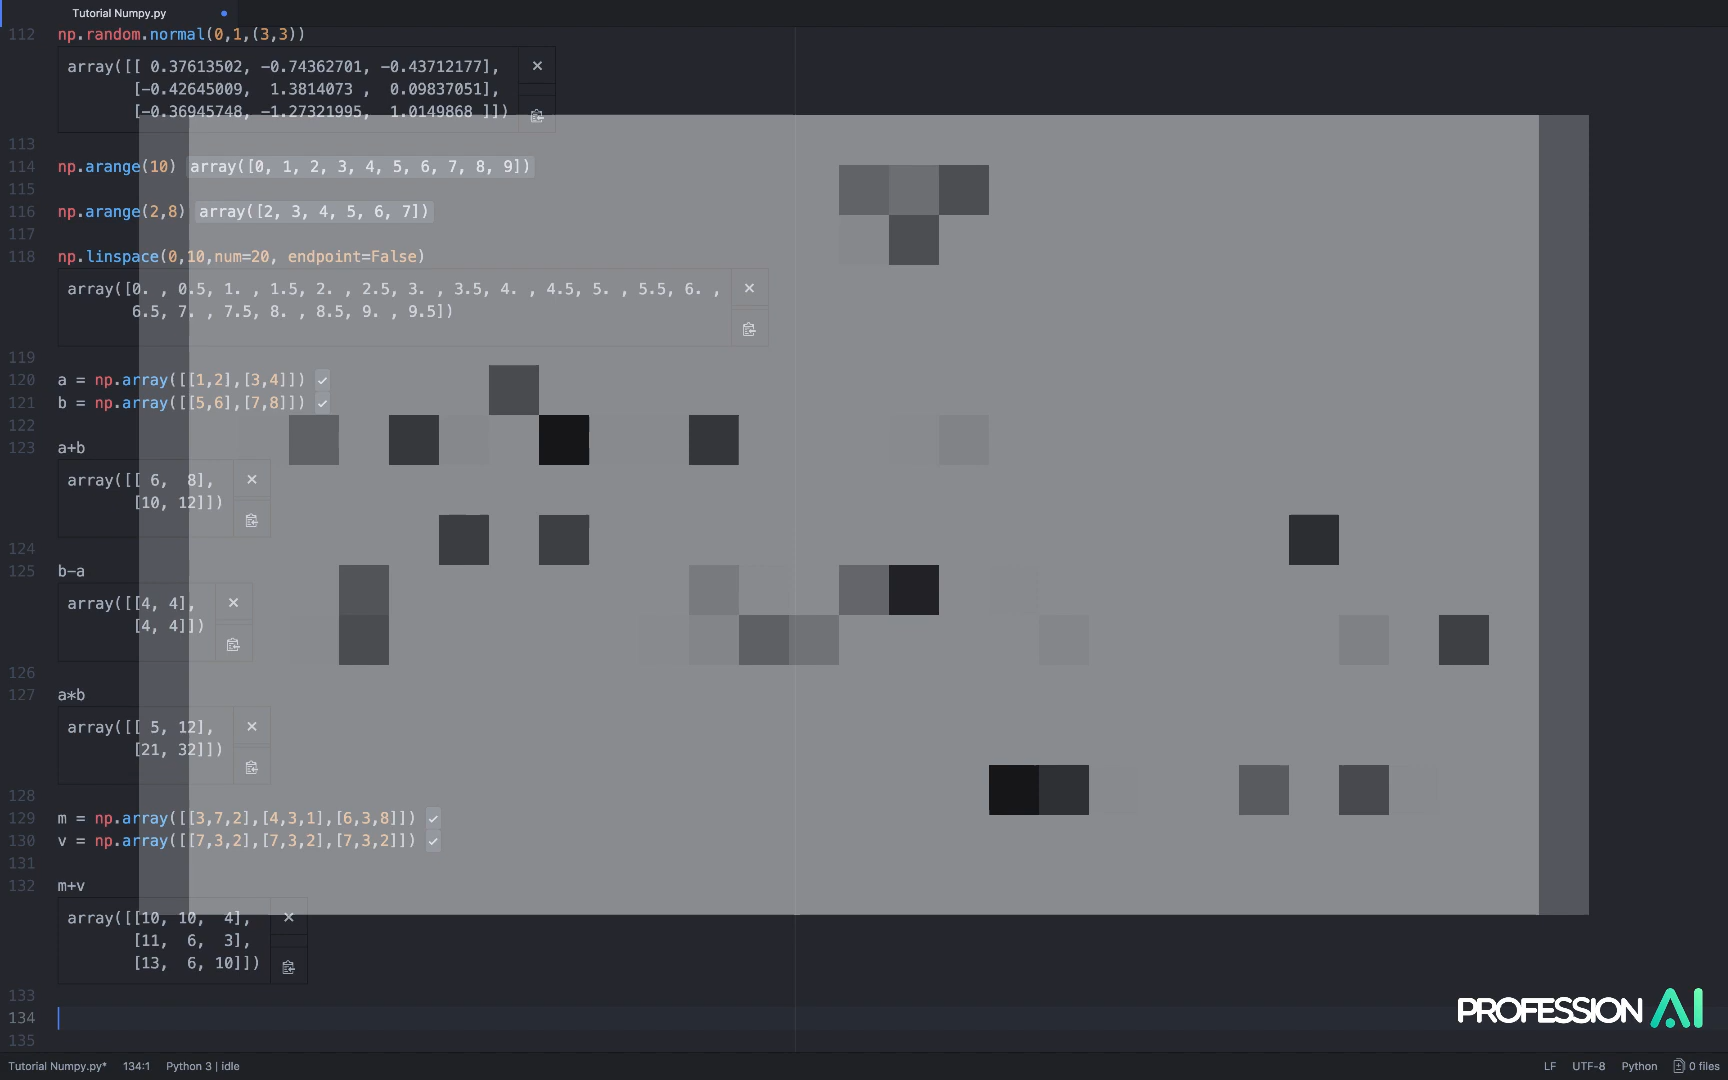 Tutorial Numpy.py
112 np.random.normal(0,1,(3,3))
array([[ 0.37613502, -0.74362701, -0.43712177],
[-0.42645009,  1.3814073 ,  0.09837051],
[-0.36945748, -1.27321995,  1.0149868 ]])
113
114 np.arange(10) array([0, 1, 2, 3, 4, 5, 6, 7, 8, 9])
115
116 np.arange(2,8) array([2, 3, 4, 5, 6, 7])
117
118 np.linspace(0,10,num=20, endpoint=False)
array([0. , 0.5, 1. , 1.5, 2. , 2.5, 3. , 3.5, 4. , 4.5, 5. , 5.5, 6. ,
6.5, 7. , 7.5, 8. , 8.5, 9. , 9.5])
119
120 a = np.array([[1,2],[3,4]])
121 b = np.array([[5,6],[7,8]])
122
123 a+b
array([[ 6,  8],
[10, 12]])
124
125 b-a
array([[4, 4],
[4, 4]])
126
127 a*b
array([[ 5, 12],
[21, 32]])
128
129 m = np.array([[3,7,2],[4,3,1],[6,3,8]])
130 v = np.array([[7,3,2],[7,3,2],[7,3,2]])
131
132 m+v
array([[10, 10,  4],
[11,  6,  3],
[13,  6, 10]])
133
134
135
PROFESSION AI
Tutorial Numpy.py* 134:1 Python 3 | idle LF UTF-8 Python 0 files